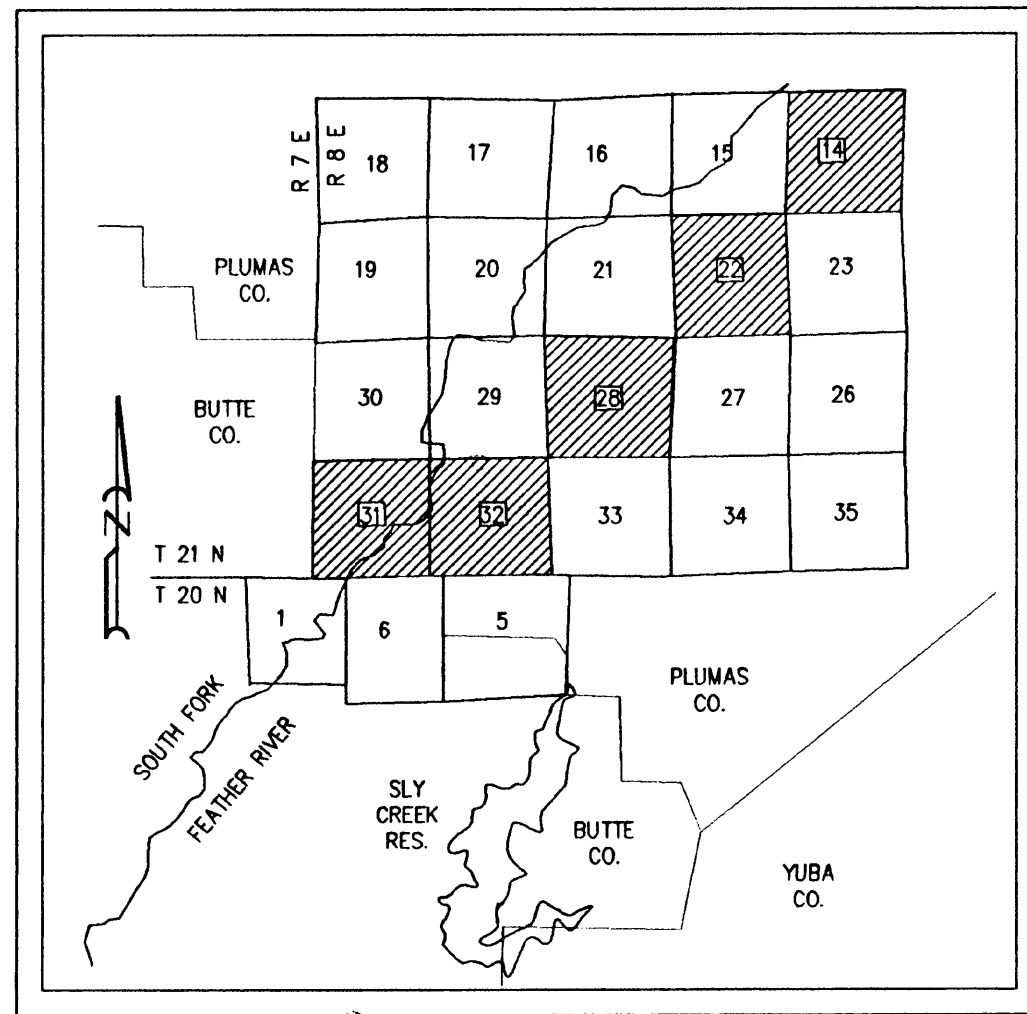 R 7 E
R 8 E
18
17
16
15
14
PLUMAS
CO.
19
20
21
22
23
BUTTE
CO.
30
29
28
27
26
31
32
33
34
35
T 21 N
T 20 N
N
1
6
5
SOUTH FORK
FEATHER RIVER
PLUMAS
CO.
SLY
CREEK
RES.
BUTTE
CO.
YUBA
CO.